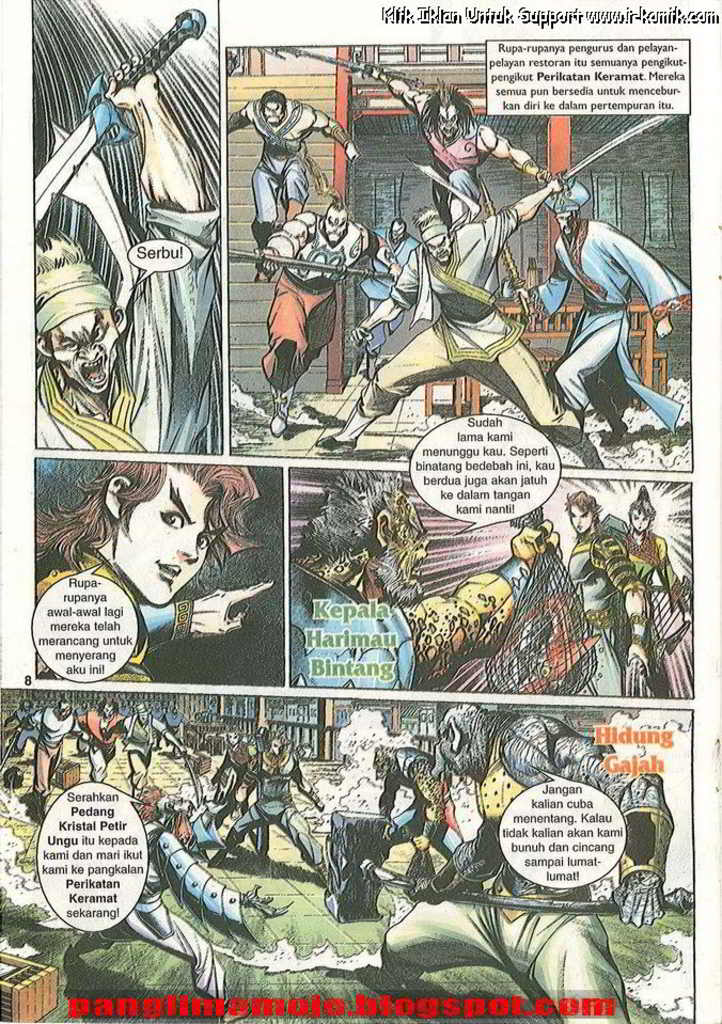 Klik Iklan Untuk Support www.ir-komik.com
Rupa-rupanya pengurus dan pelayan-
pelayan restoran itu semuanya pengikut-
pengikut Perikatan Keramat. Mereka
semua pun bersedia untuk mencebur-
kan diri ke dalam pertempuran itu.
Serbu!
Sudah
lama kami
menunggu kau. Seperti
binatang bedebah ini, kau
berdua juga akan jatuh
ke dalam tangan
kami nanti!
Rupa-
rupanya
awal-awal lagi
mereka telah
merancang untuk
menyerang
aku ini!
Kepala
Harimau
Bintang
8
Hidung
Gajah
Serahkan
Pedang
Kristal Petir
Ungu itu kepada
kami dan mari ikut
kami ke pangkalan
Perikatan
Keramat
sekarang!
Jangan
kalian cuba
menentang. Kalau
tidak kalian akan kami
bunuh dan cincang
sampai lumat-
lumat!
panglimamoje.blogspot.com